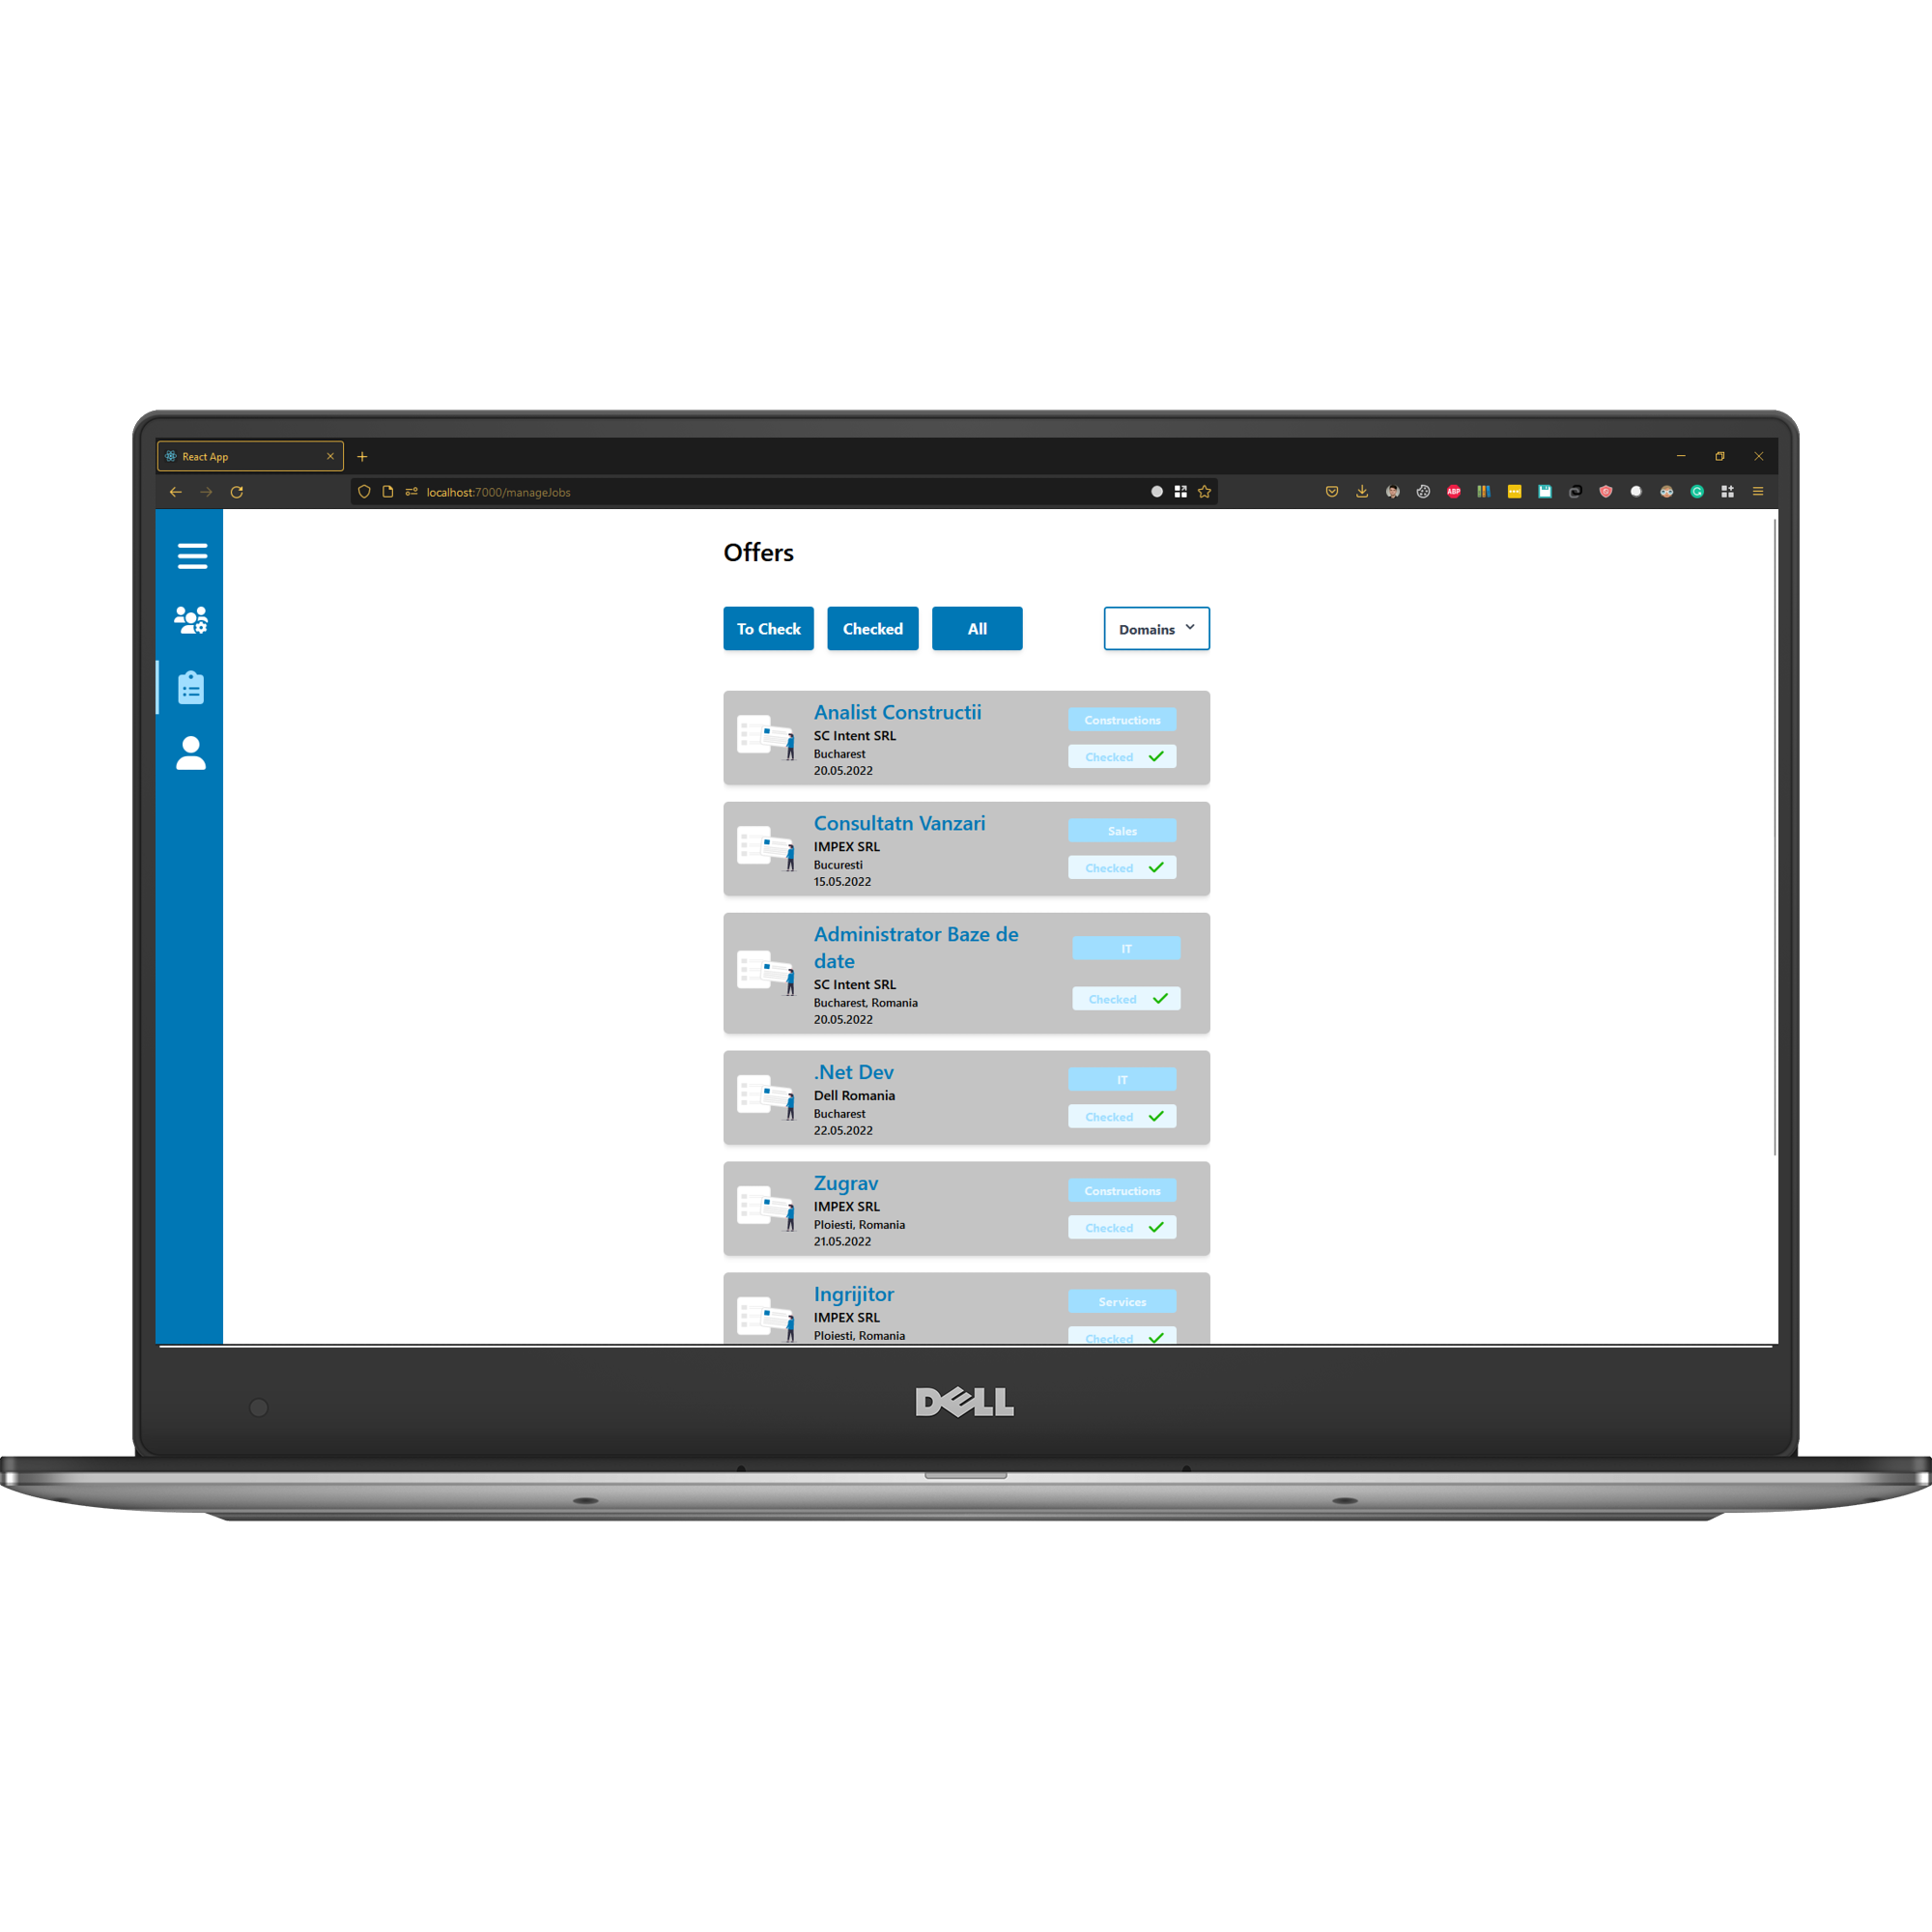 React App
localhost:7000/manageJobs
ABP
Offers
To Check
Checked
All
Domains
Analist Constructii
SC Intent SRL
Bucharest
20.05.2022
Constructions
Checked
Consultatn Vanzari
IMPEX SRL
Bucuresti
15.05.2022
Sales
Checked
Administrator Baze de
date
SC Intent SRL
Bucharest, Romania
20.05.2022
IT
Checked
.Net Dev
Dell Romania
Bucharest
22.05.2022
IT
Checked
Zugrav
IMPEX SRL
Ploiesti, Romania
21.05.2022
Constructions
Checked
Ingrijitor
IMPEX SRL
Ploiesti, Romania
Services
Checked
DELL